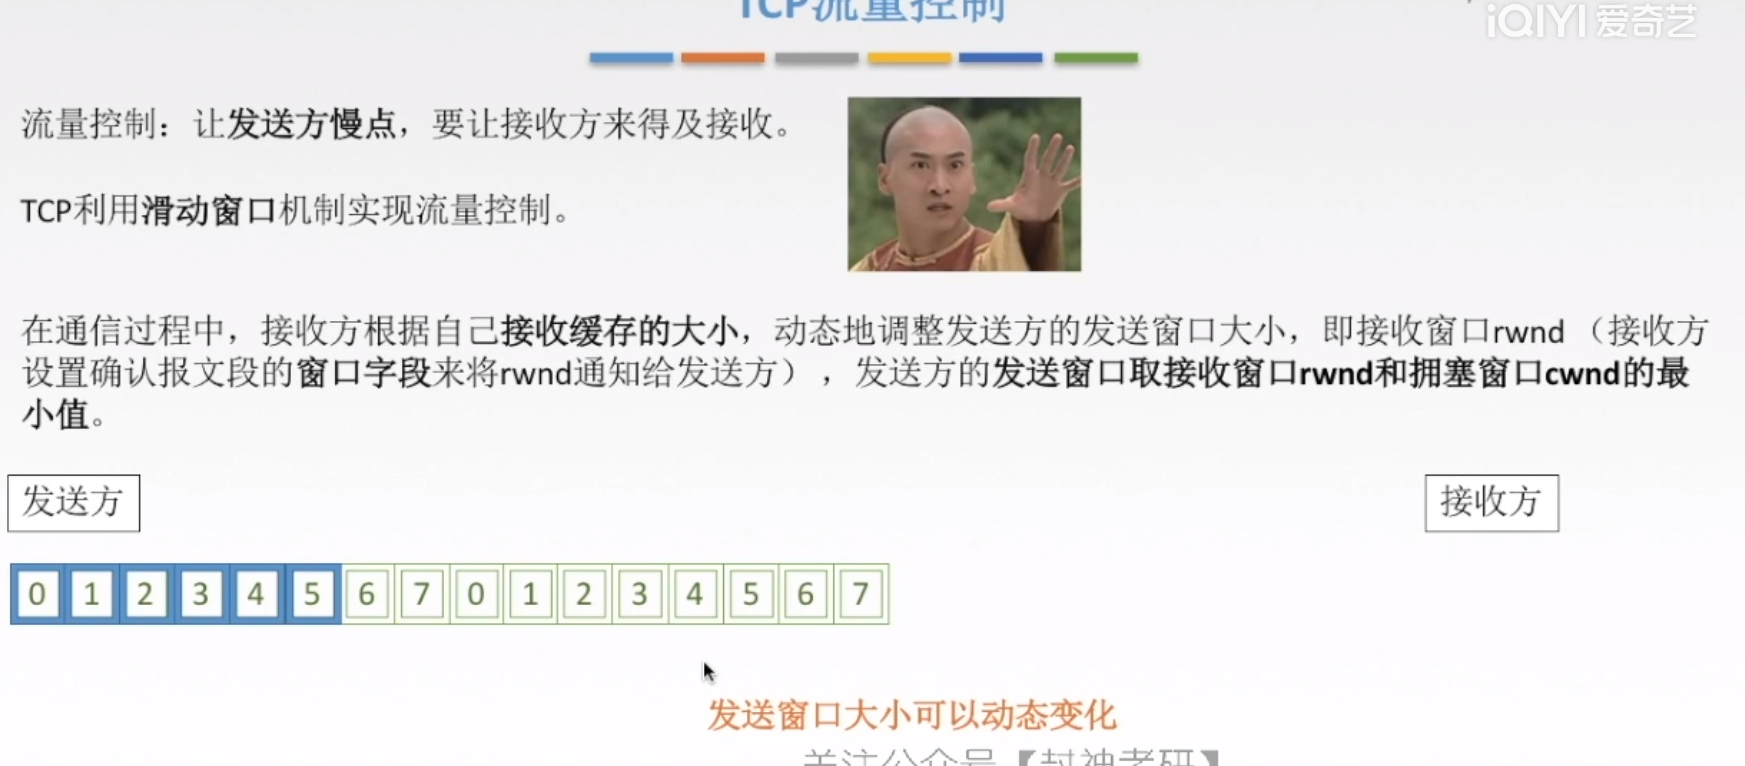 TCP流量控制
iQIYI 爱奇艺
流量控制：让发送方慢点，要让接收方来得及接收。
TCP利用滑动窗口机制实现流量控制。
在通信过程中，接收方根据自己接收缓存的大小，动态地调整发送方的发送窗口大小，即接收窗口rwnd（接收方
设置确认报文段的窗口字段来将rwnd通知给发送方），发送方的发送窗口取接收窗口rwnd和拥塞窗口cwnd的最
小值。
发送方
接收方
0 1 2 3 4 5 6 7 0 1 2 3 4 5 6 7
发送窗口大小可以动态变化
关注公众号【封神考研】